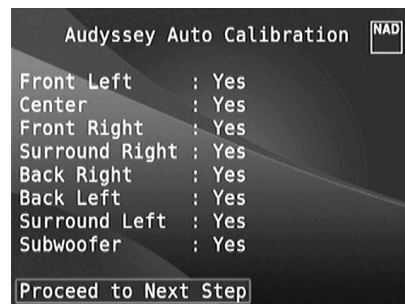 Audyssey Auto Calibration
NAD
Front Left : Yes
Center : Yes
Front Right : Yes
Surround Right : Yes
Back Right : Yes
Back Left : Yes
Surround Left : Yes
Subwoofer : Yes
Proceed to Next Step